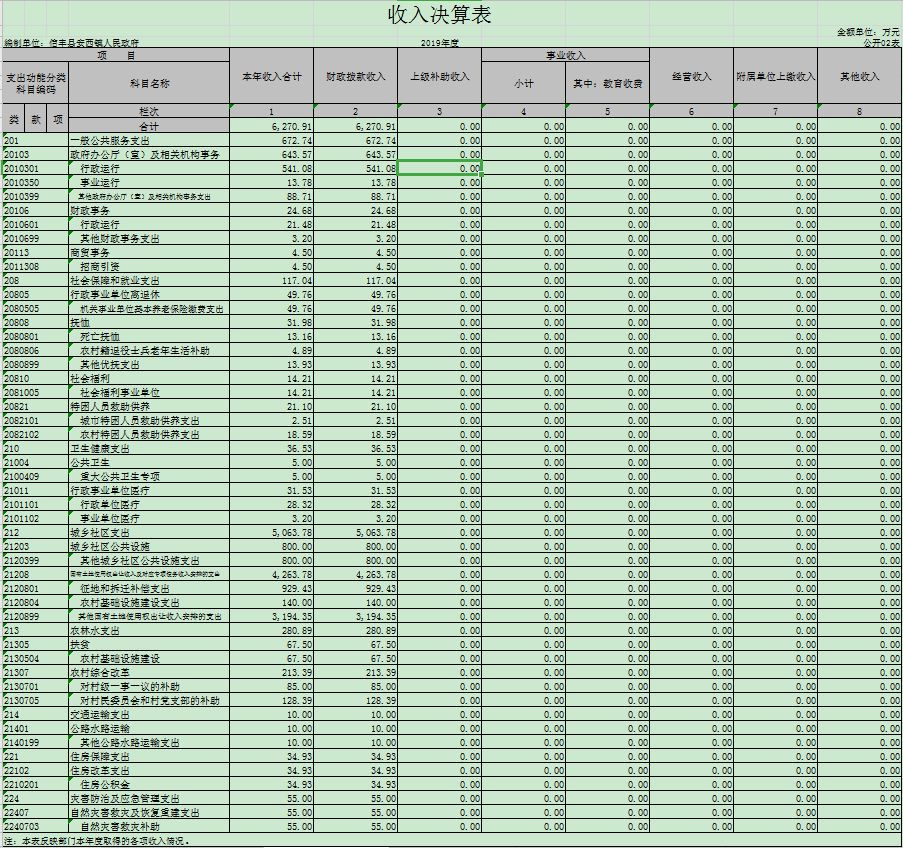 收入决算表
金额单位：万元
编制单位：信丰县安西镇人民政府 2019年度 公开02表
项 目 本年收入合计 财政拨款收入 上级补助收入 事业收入 经营收入 附属单位上缴收入 其他收入
支出功能分类科目编码 科目名称 小计 其中：教育收费
类 款 项 栏次 1 2 3 4 5 6 7 8
合计 6,270.91 6,270.91 0.00 0.00 0.00 0.00 0.00 0.00
201 一般公共服务支出 672.74 672.74 0.00 0.00 0.00 0.00 0.00 0.00
20103 政府办公厅（室）及相关机构事务 643.57 643.57 0.00 0.00 0.00 0.00 0.00 0.00
2010301 行政运行 541.08 541.08 0.00 0.00 0.00 0.00 0.00 0.00
2010350 事业运行 13.78 13.78 0.00 0.00 0.00 0.00 0.00 0.00
2010399 其他政府办公厅（室）及相关机构事务支出 88.71 88.71 0.00 0.00 0.00 0.00 0.00 0.00
20106 财政事务 24.68 24.68 0.00 0.00 0.00 0.00 0.00 0.00
2010601 行政运行 21.48 21.48 0.00 0.00 0.00 0.00 0.00 0.00
2010699 其他财政事务支出 3.20 3.20 0.00 0.00 0.00 0.00 0.00 0.00
20113 商贸事务 4.50 4.50 0.00 0.00 0.00 0.00 0.00 0.00
2011308 招商引资 4.50 4.50 0.00 0.00 0.00 0.00 0.00 0.00
208 社会保障和就业支出 117.04 117.04 0.00 0.00 0.00 0.00 0.00 0.00
20805 行政事业单位离退休 49.76 49.76 0.00 0.00 0.00 0.00 0.00 0.00
2080505 机关事业单位基本养老保险缴费支出 49.76 49.76 0.00 0.00 0.00 0.00 0.00 0.00
20808 抚恤 31.98 31.98 0.00 0.00 0.00 0.00 0.00 0.00
2080801 死亡抚恤 13.16 13.16 0.00 0.00 0.00 0.00 0.00 0.00
2080806 农村籍退役士兵老年生活补助 4.89 4.89 0.00 0.00 0.00 0.00 0.00 0.00
2080899 其他优抚支出 13.93 13.93 0.00 0.00 0.00 0.00 0.00 0.00
20810 社会福利 14.21 14.21 0.00 0.00 0.00 0.00 0.00 0.00
2081005 社会福利事业单位 14.21 14.21 0.00 0.00 0.00 0.00 0.00 0.00
20821 特困人员救助供养 21.10 21.10 0.00 0.00 0.00 0.00 0.00 0.00
2082101 城市特困人员救助供养支出 2.51 2.51 0.00 0.00 0.00 0.00 0.00 0.00
2082102 农村特困人员救助供养支出 18.59 18.59 0.00 0.00 0.00 0.00 0.00 0.00
210 卫生健康支出 36.53 36.53 0.00 0.00 0.00 0.00 0.00 0.00
21004 公共卫生 5.00 5.00 0.00 0.00 0.00 0.00 0.00 0.00
2100409 重大公共卫生专项 5.00 5.00 0.00 0.00 0.00 0.00 0.00 0.00
21011 行政事业单位医疗 31.53 31.53 0.00 0.00 0.00 0.00 0.00 0.00
2101101 行政单位医疗 28.32 28.32 0.00 0.00 0.00 0.00 0.00 0.00
2101102 事业单位医疗 3.20 3.20 0.00 0.00 0.00 0.00 0.00 0.00
212 城乡社区支出 5,063.78 5,063.78 0.00 0.00 0.00 0.00 0.00 0.00
21203 城乡社区公共设施 800.00 800.00 0.00 0.00 0.00 0.00 0.00 0.00
2120399 其他城乡社区公共设施支出 800.00 800.00 0.00 0.00 0.00 0.00 0.00 0.00
21208 国有土地使用权出让收入及对应专项债务收入安排的支出 4,263.78 4,263.78 0.00 0.00 0.00 0.00 0.00 0.00
2120801 征地和拆迁补偿支出 929.43 929.43 0.00 0.00 0.00 0.00 0.00 0.00
2120804 农村基础设施建设支出 140.00 140.00 0.00 0.00 0.00 0.00 0.00 0.00
2120899 其他国有土地使用权出让收入安排的支出 3,194.35 3,194.35 0.00 0.00 0.00 0.00 0.00 0.00
213 农林水支出 280.89 280.89 0.00 0.00 0.00 0.00 0.00 0.00
21305 扶贫 67.50 67.50 0.00 0.00 0.00 0.00 0.00 0.00
2130504 农村基础设施建设 67.50 67.50 0.00 0.00 0.00 0.00 0.00 0.00
21307 农村综合改革 213.39 213.39 0.00 0.00 0.00 0.00 0.00 0.00
2130701 对村级一事一议的补助 85.00 85.00 0.00 0.00 0.00 0.00 0.00 0.00
2130705 对村民委员会和村党支部的补助 128.39 128.39 0.00 0.00 0.00 0.00 0.00 0.00
214 交通运输支出 10.00 10.00 0.00 0.00 0.00 0.00 0.00 0.00
21401 公路水路运输 10.00 10.00 0.00 0.00 0.00 0.00 0.00 0.00
2140199 其他公路水路运输支出 10.00 10.00 0.00 0.00 0.00 0.00 0.00 0.00
221 住房保障支出 34.93 34.93 0.00 0.00 0.00 0.00 0.00 0.00
22102 住房改革支出 34.93 34.93 0.00 0.00 0.00 0.00 0.00 0.00
2210201 住房公积金 34.93 34.93 0.00 0.00 0.00 0.00 0.00 0.00
224 灾害防治及应急管理支出 55.00 55.00 0.00 0.00 0.00 0.00 0.00 0.00
22407 自然灾害救灾及恢复重建支出 55.00 55.00 0.00 0.00 0.00 0.00 0.00 0.00
2240703 自然灾害救灾补助 55.00 55.00 0.00 0.00 0.00 0.00 0.00 0.00
注：本表反映部门本年度取得的各项收入情况。